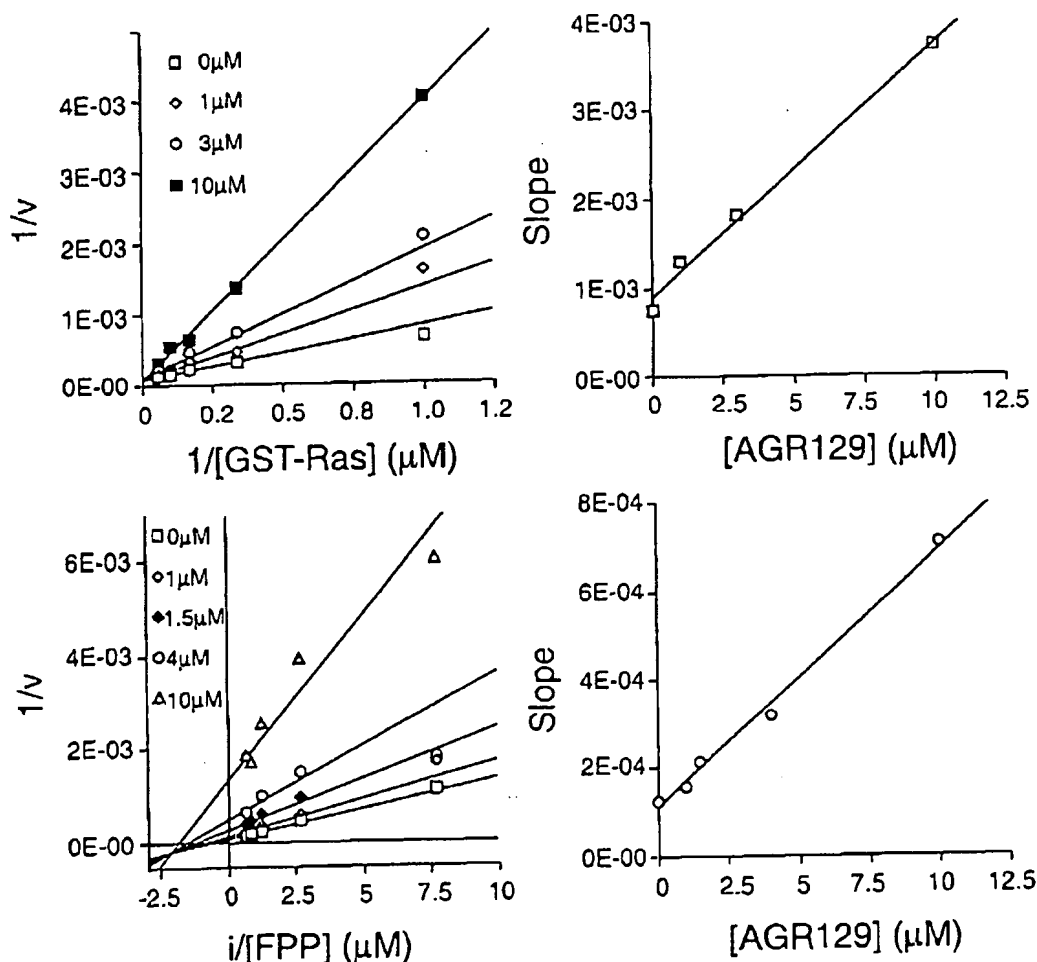 1/v
4E-03
3E-03
2E-03
1E-03
0E-00
0µM
1µM
3µM
10µM
0 0.2 0.5 0.8 1.0 1.2
1/[GST-Ras] (µM)
Slope
4E-03
3E-03
2E-03
1E-03
0E-00
0 2.5 5 7.5 10 12.5
[AGR129] (µM)
1/v
6E-03
4E-03
2E-03
0E-00
0µM
1µM
1.5µM
4µM
10µM
-2.5 0 2.5 5 7.5 10
i/[FPP] (µM)
Slope
8E-04
6E-04
4E-04
2E-04
0E-00
0 2.5 5 7.5 10 12.5
[AGR129] (µM)